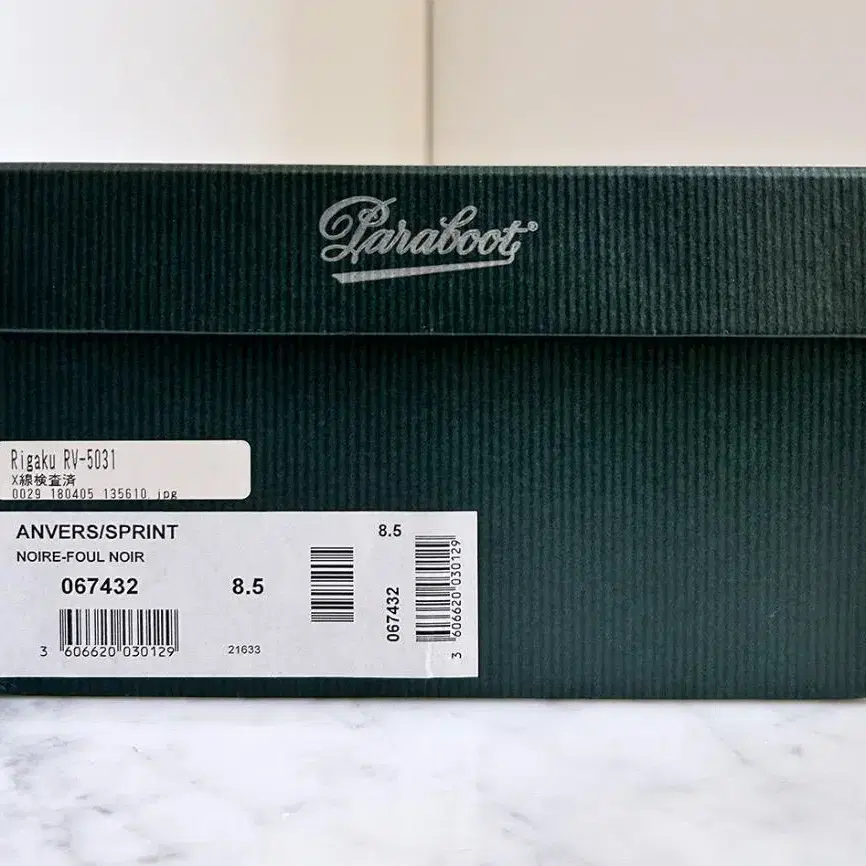 Paraboot®
Rigaku RV-5031
X線検査済
0029 180405 135610.jpg
ANVERS/SPRINT
NOIRE-FOUL NOIR
067432 8.5
3 606620 030129
21633
8.5
067432
3 606620 030129